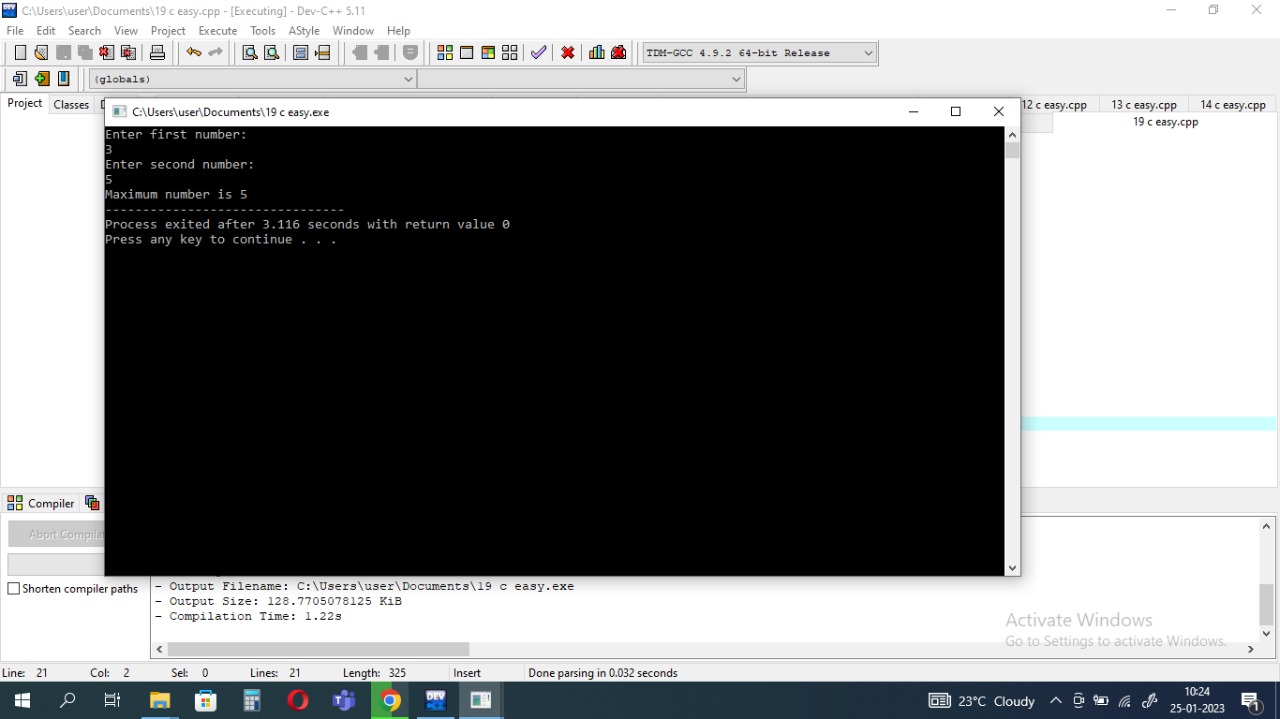 C:\Users\user\Documents\19 c easy.cpp - [Executing] - Dev-C++ 5.11
File Edit Search View Project Execute Tools AStyle Window Help
TDM-GCC 4.9.2 64-bit Release
(globals)
Project Classes
12 c easy.cpp 13 c easy.cpp 14 c easy.cpp
19 c easy.cpp
C:\Users\user\Documents\19 c easy.exe
Enter first number:
3
Enter second number:
5
Maximum number is 5
--------------------------------
Process exited after 3.116 seconds with return value 0
Press any key to continue . . .
Compiler
Abort
Shorten compiler paths
- Output Filename: C:\Users\user\Documents\19 c easy.exe
- Output Size: 128.7705078125 KiB
- Compilation Time: 1.22s
Activate Windows
Go to Settings to activate Windows.
Line: 21 Col: 2 Sel: 0 Lines: 21 Length: 325 Insert Done parsing in 0.032 seconds
DEV
23°C Cloudy
10:24
25-01-2023
1